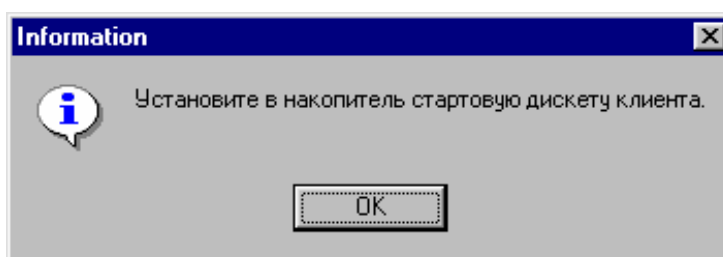 Information
Установите в накопитель стартовую дискету клиента.
OK